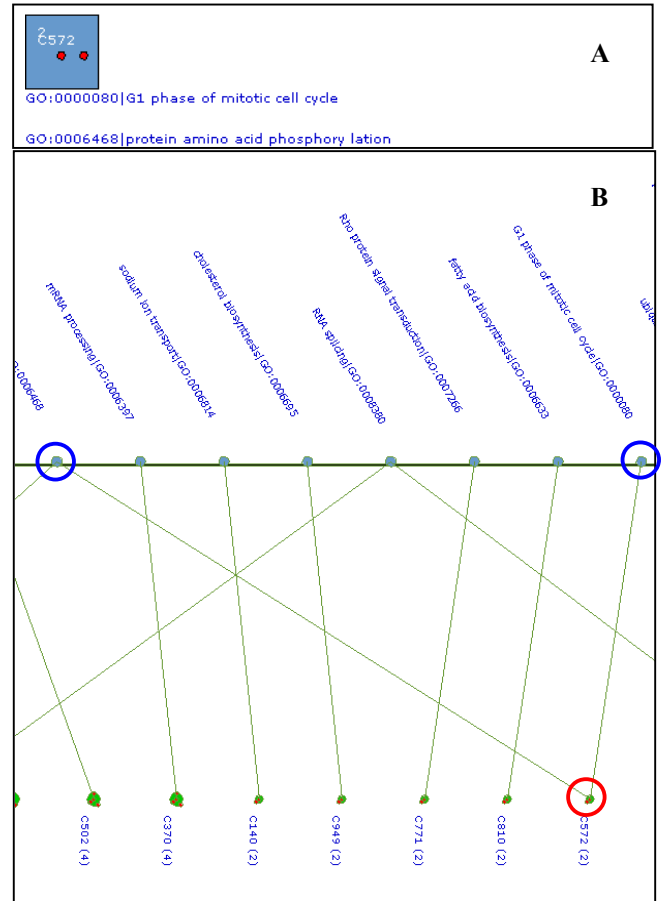 2
C572
A
GO:0000080|G1 phase of mitotic cell cycle
GO:0006468|protein amino acid phosphory lation
B
O:0006468
mRNA processing|GO:0006397
sodium ion transport|GO:0006814
cholesterol biosynthesis|GO:0006695
RNA splicing|GO:0008380
Rho protein signal transduction|GO:0007266
fatty acid biosynthesis|GO:0006633
G1 phase of mitotic cell cycle|GO:0000080
ubiq
C502 (4)
C370 (4)
C140 (2)
C949 (2)
C771 (2)
C810 (2)
C572 (2)